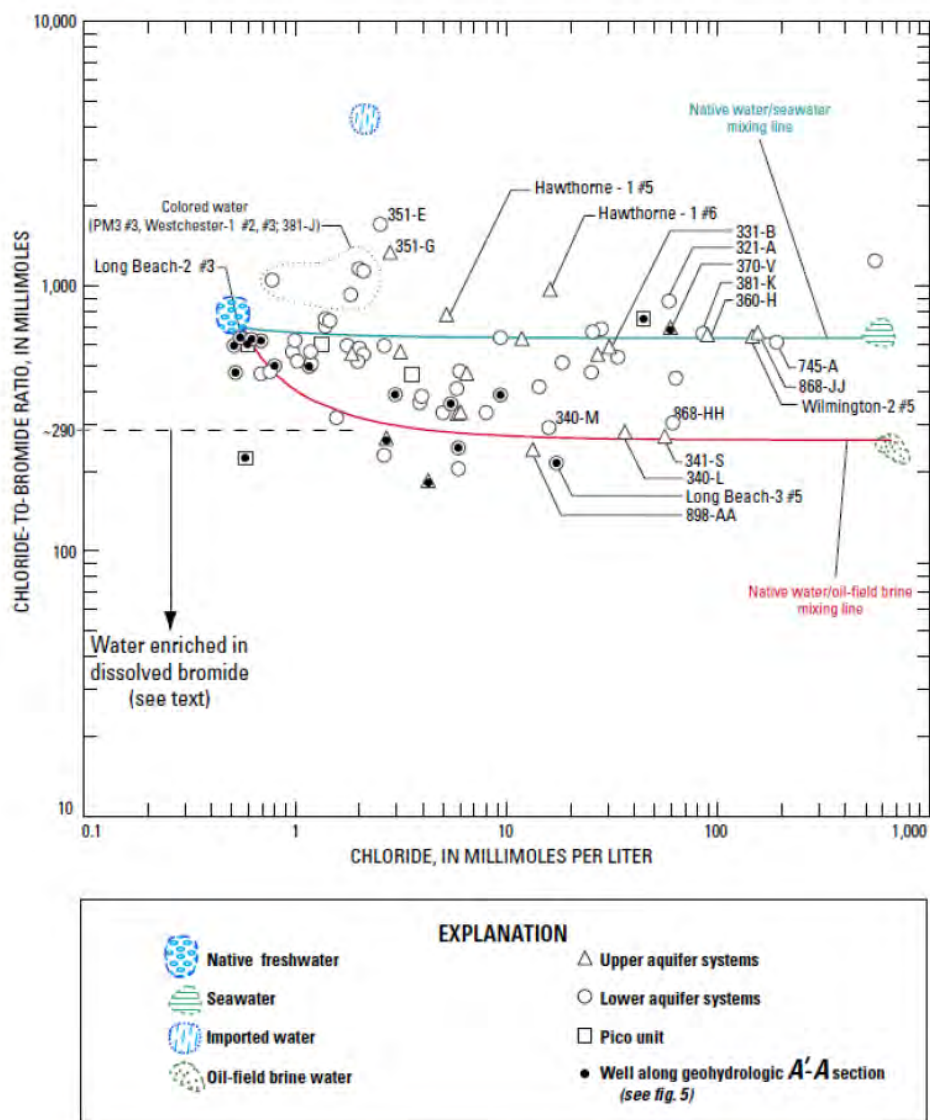 10,000
1,000
~290
100
10
CHLORIDE-TO-BROMIDE RATIO, IN MILLIMOLES
0.1
1
10
100
1,000
CHLORIDE, IN MILLIMOLES PER LITER
Native water/seawater
mixing line
Colored water
(PM3 #3, Westchester-1 #2, #3; 381-J)
Long Beach-2 #3
351-E
351-G
Hawthorne - 1 #5
Hawthorne - 1 #6
331-B
321-A
370-V
381-K
360-H
745-A
868-JJ
Wilmington-2 #5
340-M
868-HH
341-S
340-L
Long Beach-3 #5
898-AA
Native water/oil-field brine
mixing line
Water enriched in
dissolved bromide
(see text)
EXPLANATION
Native freshwater
Seawater
Imported water
Oil-field brine water
Upper aquifer systems
Lower aquifer systems
Pico unit
Well along geohydrologic A'-A section
(see fig. 5)